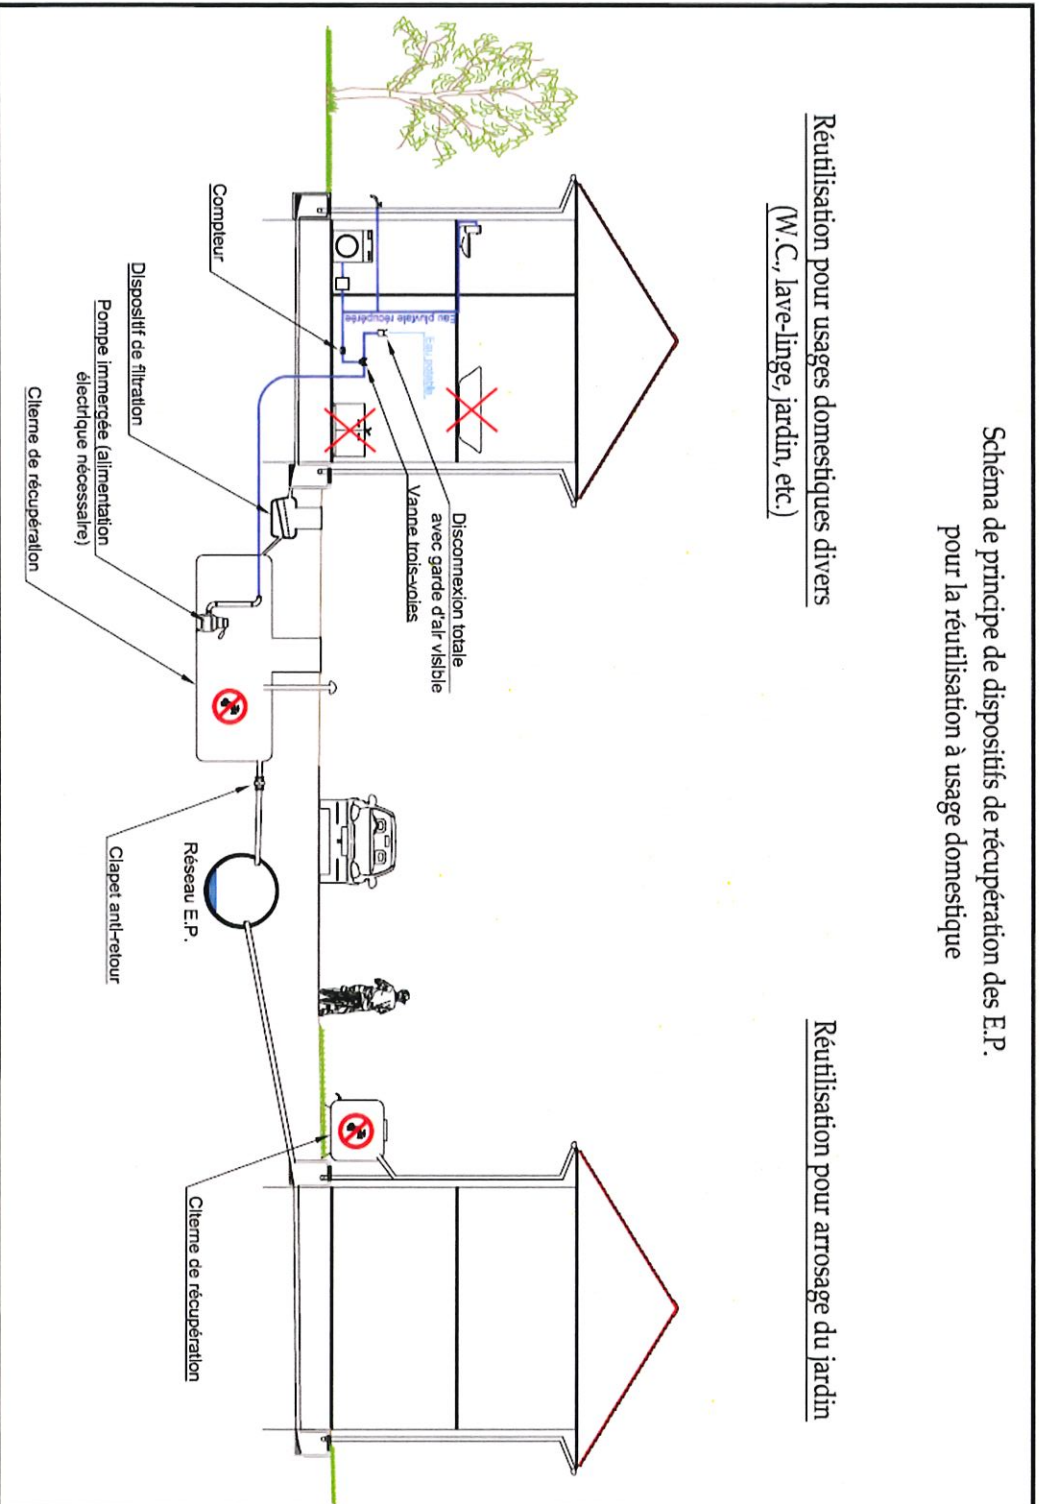 Schéma de principe de dispositifs de récupération des E.P.
pour la réutilisation à usage domestique
Réutilisation pour usages domestiques divers
(W.C., lave-linge, jardin, etc.)
Réutilisation pour arrosage du jardin
Eau potable
Eau pluviale récupérée
Disconnexion totale
avec garde d'air visible
Vanne trois-voies
Compteur
Dispositif de filtration
Pompe immergée (alimentation
électrique nécessaire)
Citerne de récupération
Clapet anti-retour
Réseau E.P.
Citerne de récupération